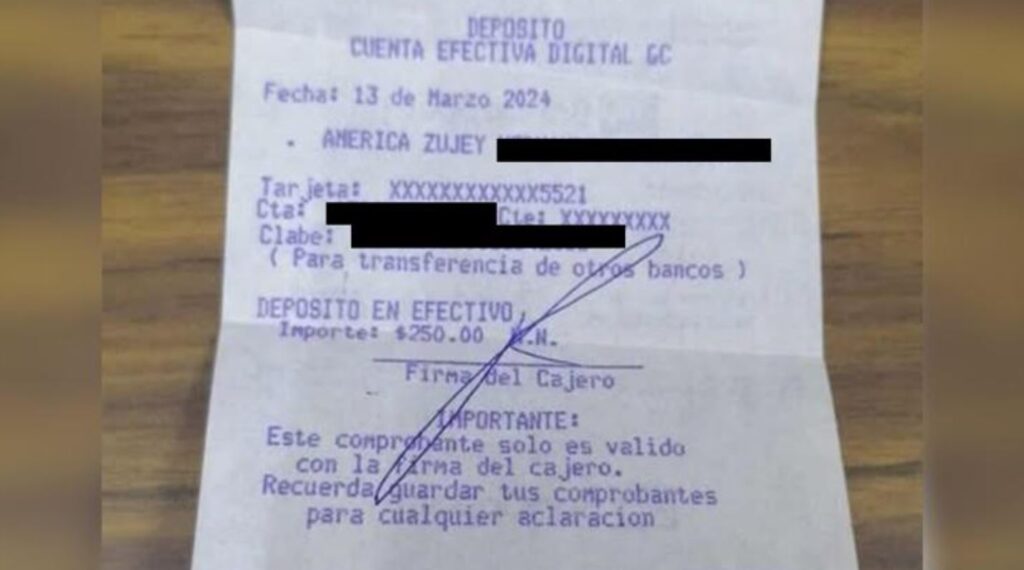 DEPOSITO
CUENTA EFECTIVA DIGITAL GC
Fecha: 13 de Marzo 2024
. AMERICA ZUJEY
Tarjeta: XXXXXXXXXXXX5521
Cta: Cte: XXXXXXXXX
Clabe:
( Para transferencia de otros bancos )
DEPOSITO EN EFECTIVO,
Importe: $250.00 M.N.
Firma del Cajero
IMPORTANTE:
Este comprobante solo es valido
con la firma del cajero.
Recuerda guardar tus comprobantes
para cualquier aclaracion